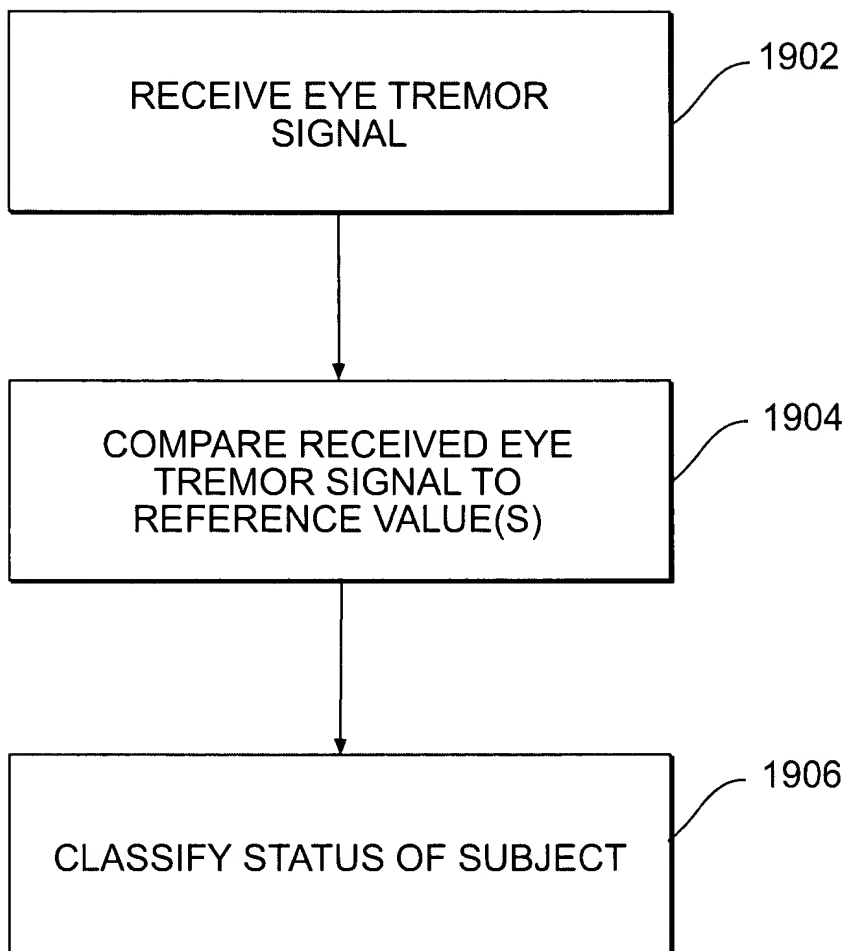 1902
RECEIVE EYE TREMOR
SIGNAL
1904
COMPARE RECEIVED EYE
TREMOR SIGNAL TO
REFERENCE VALUE(S)
1906
CLASSIFY STATUS OF SUBJECT